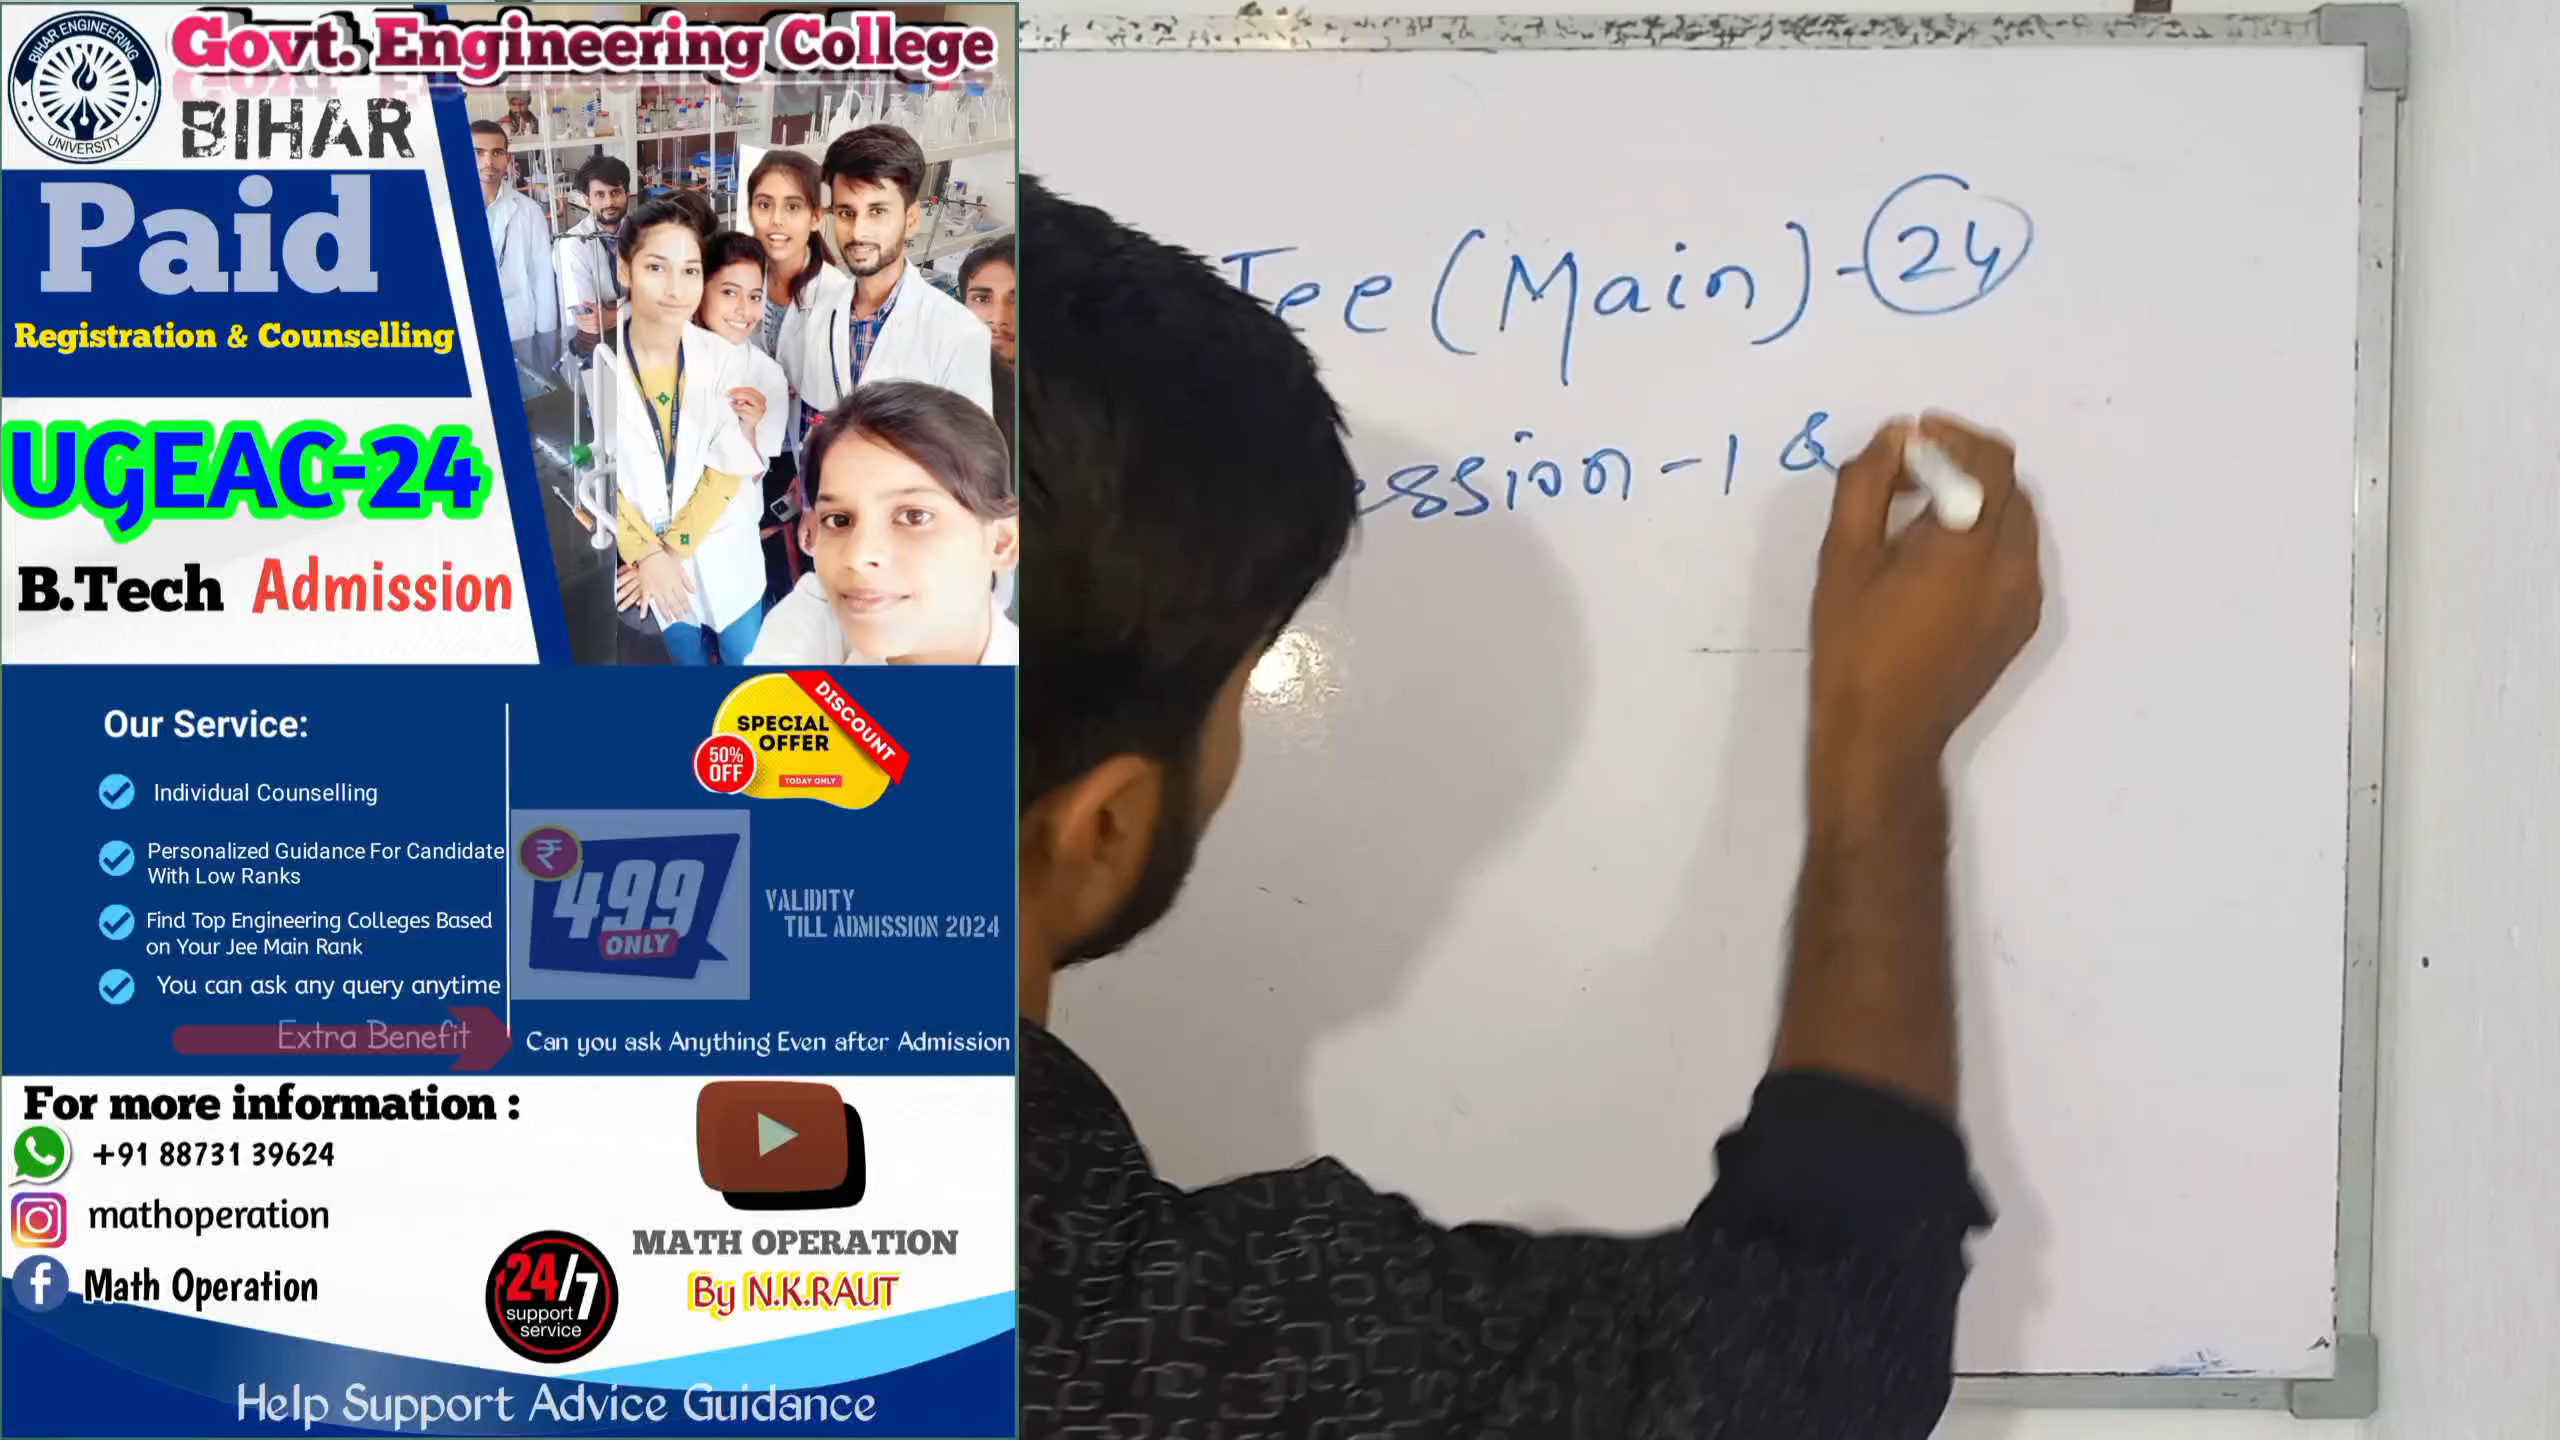 BIHAR ENGINEERING
UNIVERSITY
Govt. Engineering College
BIHAR
Paid
Registration & Counselling
UGEAC-24
B.Tech Admission
Our Service:
Individual Counselling
Personalized Guidance For Candidate
With Low Ranks
Find Top Engineering Colleges Based
on Your Jee Main Rank
You can ask any query anytime
Extra Benefit
Can you ask Anything Even after Admission
SPECIAL
OFFER
DISCOUNT
50%
OFF
TODAY ONLY
₹
499
ONLY
VALIDITY
TILL ADMISSION 2024
For more information :
+91 88731 39624
mathoperation
Math Operation
24/7
support
service
MATH OPERATION
By N.K.RAUT
Help Support Advice Guidance
Jee (Main) - 24
ession - 1 &